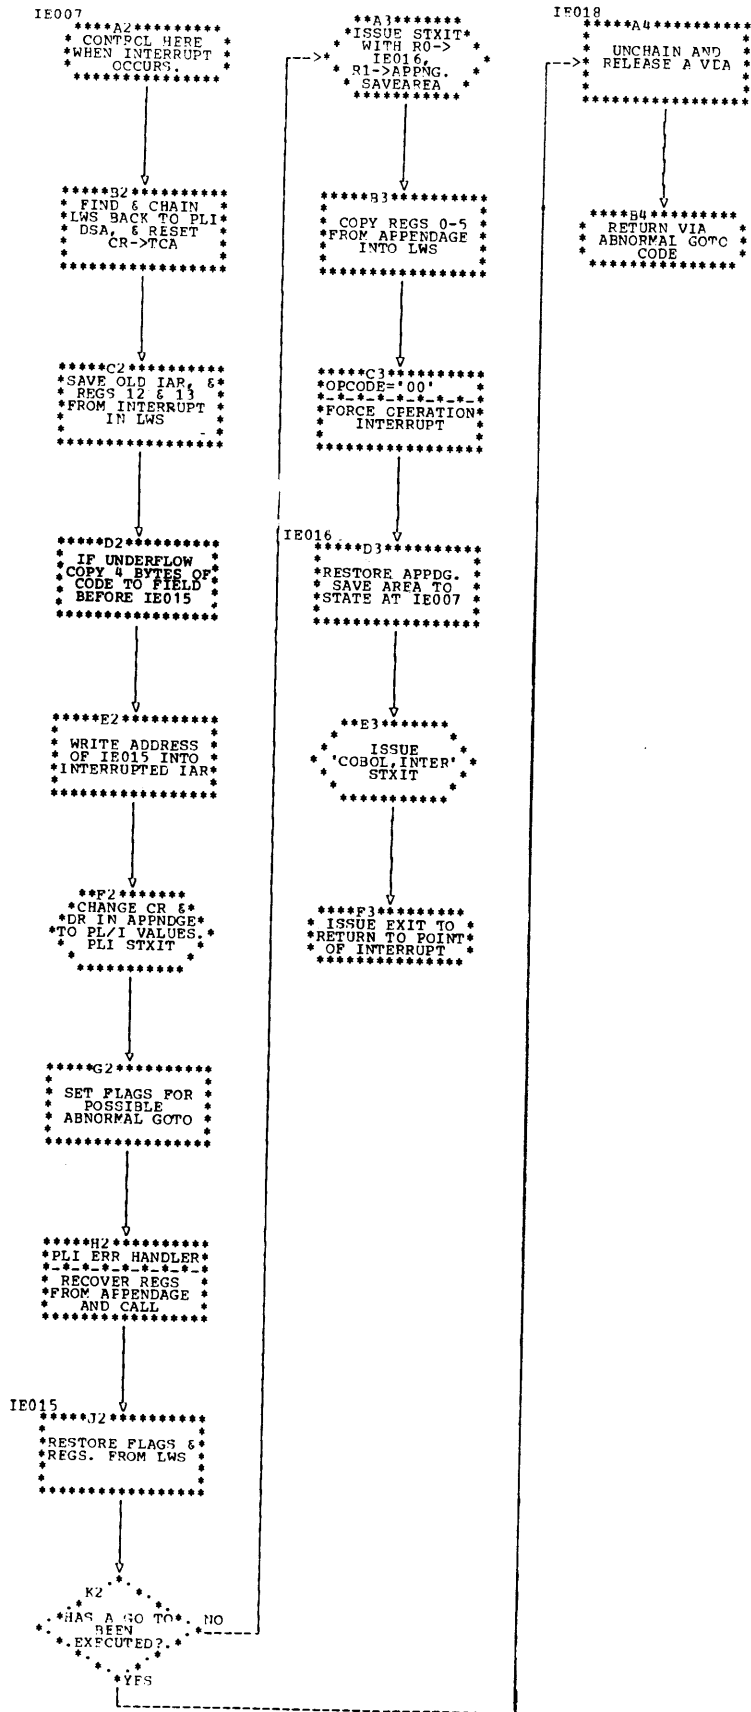 IE007
A2
CONTROL HERE
WHEN INTERRUPT
OCCURS.
B2
FIND & CHAIN
LWS BACK TO PLI
DSA, & RESET
CR->TCA
C2
SAVE OLD IAR, &
REGS 12 & 13
FROM INTERRUPT
IN LWS
D2
IF UNDERFLOW
COPY 4 BYTES OF
CODE TO FIELD
BEFORE IE015
E2
WRITE ADDRESS
OF IE015 INTO
INTERRUPTED IAR
F2
CHANGE CR &
DR IN APPNDGE
TO PL/I VALUES.
PLI STXIT
G2
SET FLAGS FOR
POSSIBLE
ABNORMAL GOTO
H2
PLI ERR HANDLER
RECOVER REGS
FROM APPENDAGE
AND CALL
IE015
J2
RESTORE FLAGS &
REGS. FROM LWS
K2
HAS A GO TO
BEEN
EXECUTED?.
NO
YES
A3
ISSUE STXIT
WITH R0->
IE016,
R1->APPNG.
SAVEAREA
B3
COPY REGS 0-5
FROM APPENDAGE
INTO LWS
C3
OPCODE='00'
FORCE OPERATION
INTERRUPT
IE016
D3
RESTORE APPDG.
SAVE AREA TO
STATE AT IE007
E3
ISSUE
'COBOL,INTER'
STXIT
F3
ISSUE EXIT TO
RETURN TO POINT
OF INTERRUPT
IE018
A4
UNCHAIN AND
RELEASE A VDA
B4
RETURN VIA
ABNORMAL GOTO
CODE